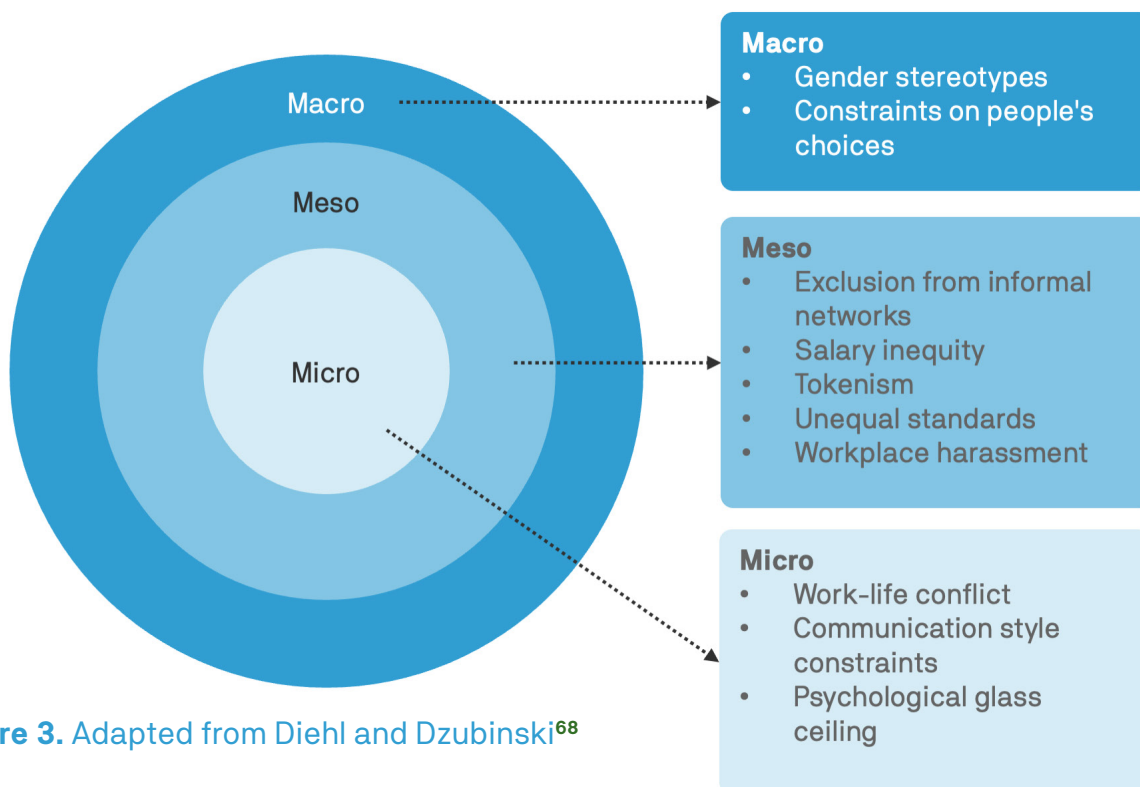 Macro
Meso
Micro
Macro
• Gender stereotypes
• Constraints on people's
choices
Meso
• Exclusion from informal
networks
• Salary inequity
• Tokenism
• Unequal standards
• Workplace harassment
Micro
• Work-life conflict
• Communication style
constraints
• Psychological glass
ceiling
re 3. Adapted from Diehl and Dzubinski68